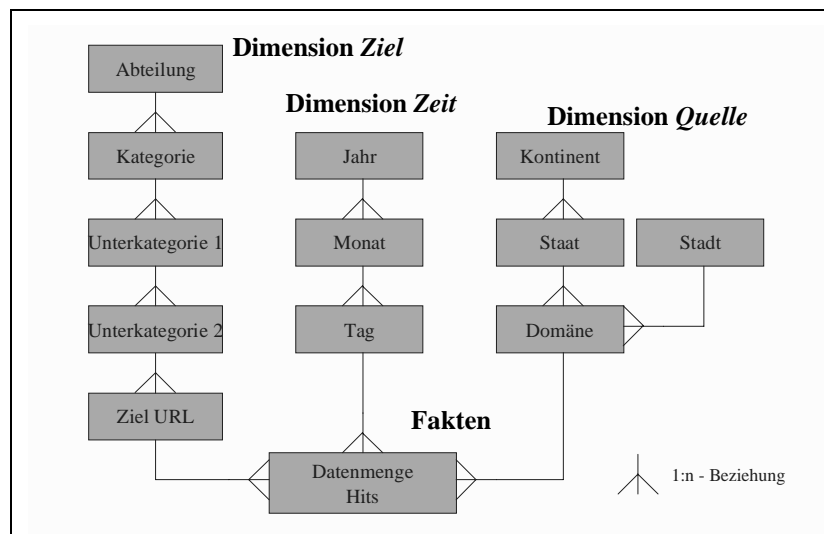 Dimension Ziel
Abteilung
Kategorie
Unterkategorie 1
Unterkategorie 2
Ziel URL
Dimension Zeit
Jahr
Monat
Tag
Dimension Quelle
Kontinent
Staat
Stadt
Domäne
Fakten
Datenmenge
Hits
1:n - Beziehung